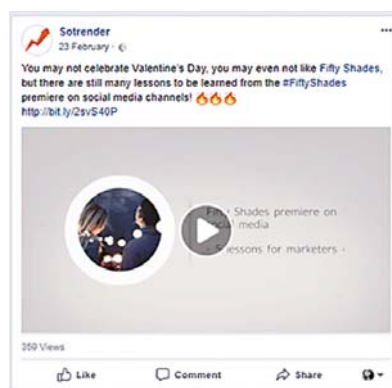 Sotrender
23 February ·
You may not celebrate Valentine's Day, you may even not like Fifty Shades,
but there are still many lessons to be learned from the #FiftyShades
premiere on social media channels! 🔥🔥🔥
http://bit.ly/2svS40P
Shades premiere on
social media
5 lessons for marketers -
359 Views
Like
Comment
Share